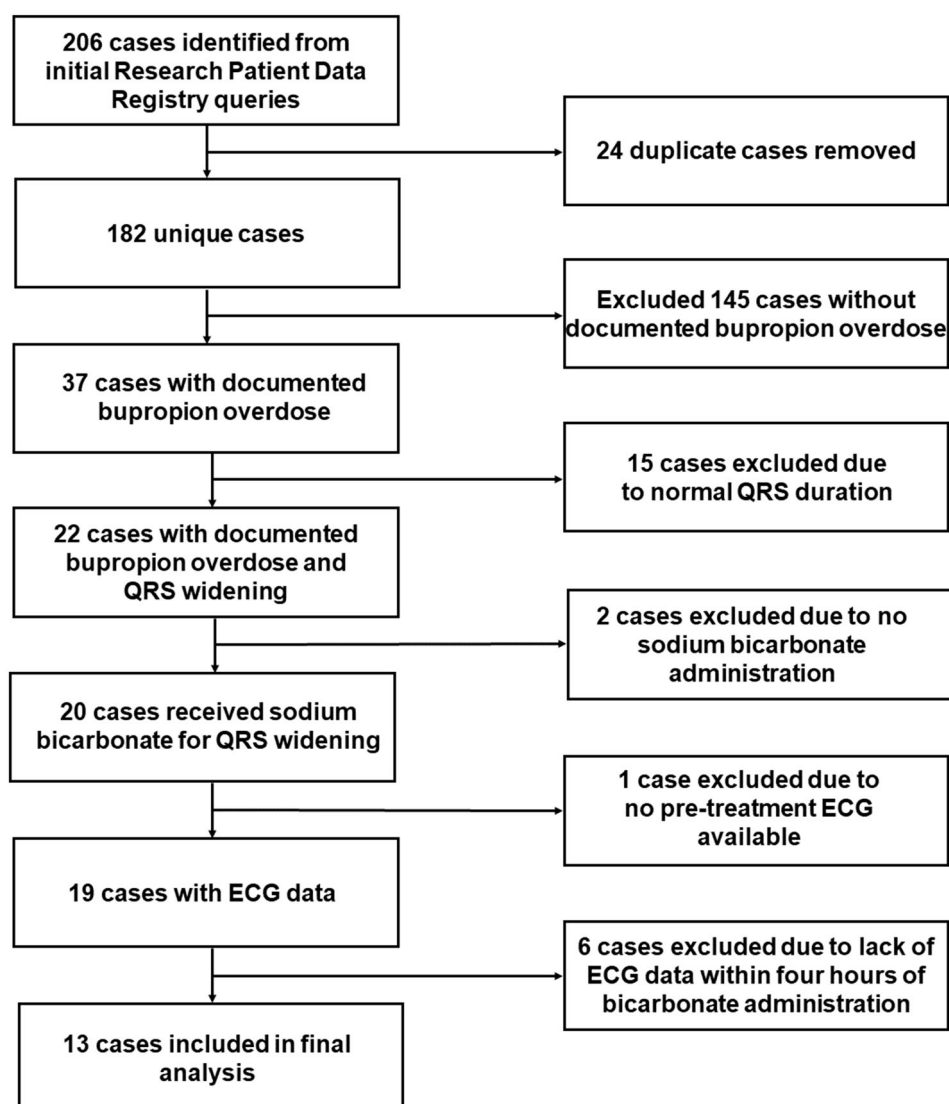 206 cases identified from
initial Research Patient Data
Registry queries
24 duplicate cases removed
182 unique cases
Excluded 145 cases without
documented bupropion overdose
37 cases with documented
bupropion overdose
15 cases excluded due
to normal QRS duration
22 cases with documented
bupropion overdose and
QRS widening
2 cases excluded due to no
sodium bicarbonate
administration
20 cases received sodium
bicarbonate for QRS widening
1 case excluded due to
no pre-treatment ECG
available
19 cases with ECG data
6 cases excluded due to lack of
ECG data within four hours of
bicarbonate administration
13 cases included in final
analysis